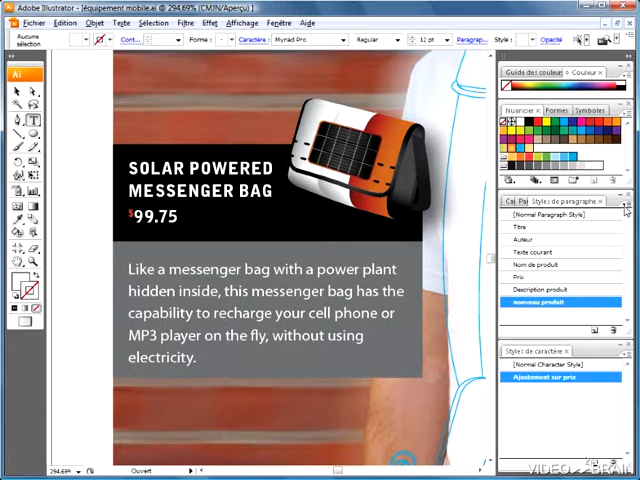 Adobe Illustrator - [équipement mobile.ai @ 294.69% (CMJN/Aperçu)]
Fichier Edition Objet Texte Sélection Filtre Effet Affichage Fenêtre Aide
Aucune sélection
Cont...
Forme :
Caractère :
Myriad Pro
Regular
12 pt
Paragrap...
Style :
Opacité
Ai
Guide des couleurs
Couleur
Nuancier
Formes
Symboles
Styles de paragraphe
[Normal Paragraph Style]
Titre
Auteur
Texte courant
Nom de produit
Prix
Description produit
nouveau produit
Styles de caractère
[Normal Character Style]
Ajustement sur prix
SOLAR POWERED
MESSENGER BAG
$99.75
Like a messenger bag with a power plant
hidden inside, this messenger bag has the
capability to recharge your cell phone or
MP3 player on the fly, without using
electricity.
294.69%
Ouvert
VIDEO BRAIN